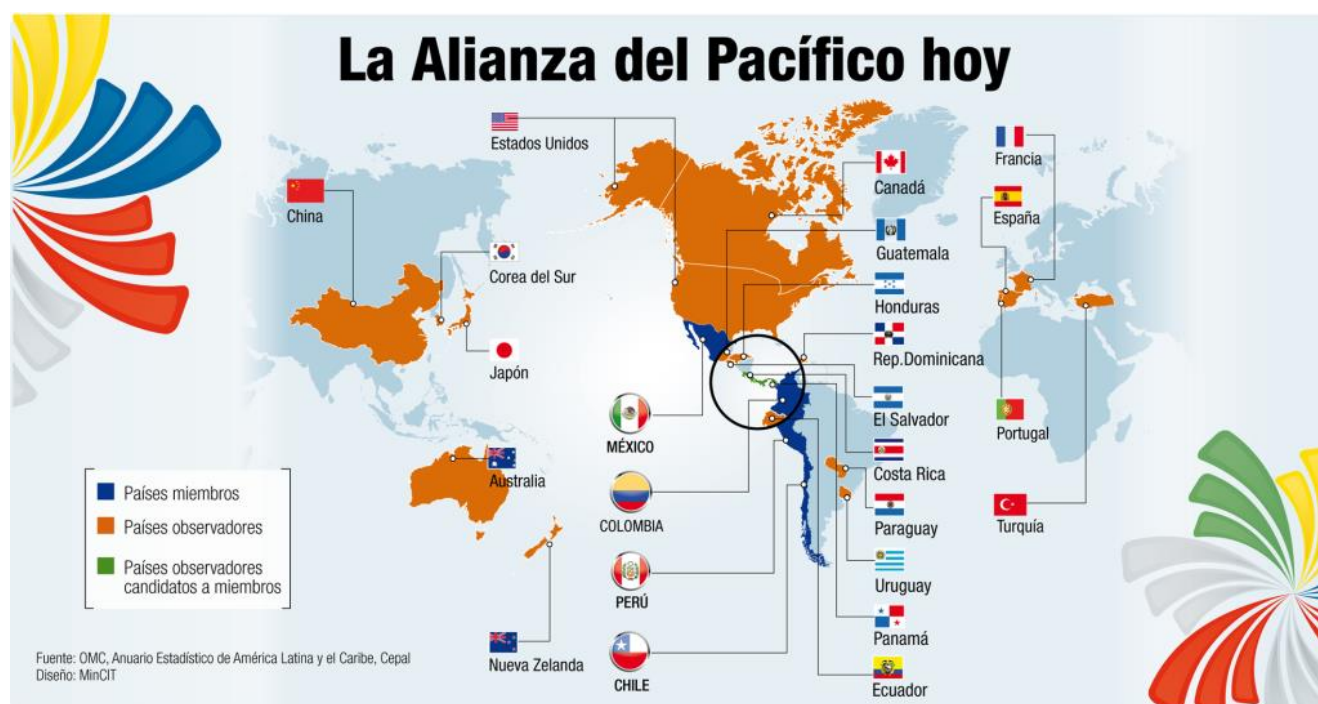 La Alianza del Pacífico hoy
Estados Unidos
China
Corea del Sur
Japón
Australia
Nueva Zelanda
MÉXICO
COLOMBIA
PERÚ
CHILE
Canadá
Guatemala
Honduras
Rep.Dominicana
El Salvador
Costa Rica
Paraguay
Uruguay
Panamá
Ecuador
Francia
España
Portugal
Turquía
Países miembros
Países observadores
Países observadores
candidatos a miembros
Fuente: OMC, Anuario Estadístico de América Latina y el Caribe, Cepal
Diseño: MinCIT